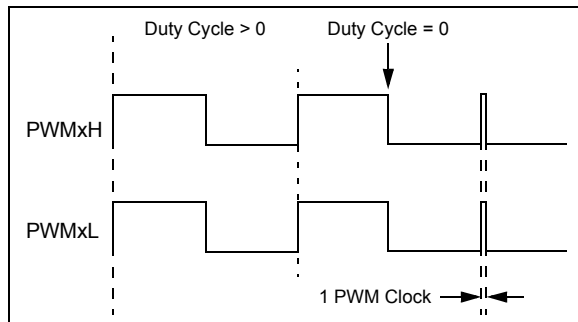 Duty Cycle > 0
Duty Cycle = 0
PWMxH
PWMxL
1 PWM Clock